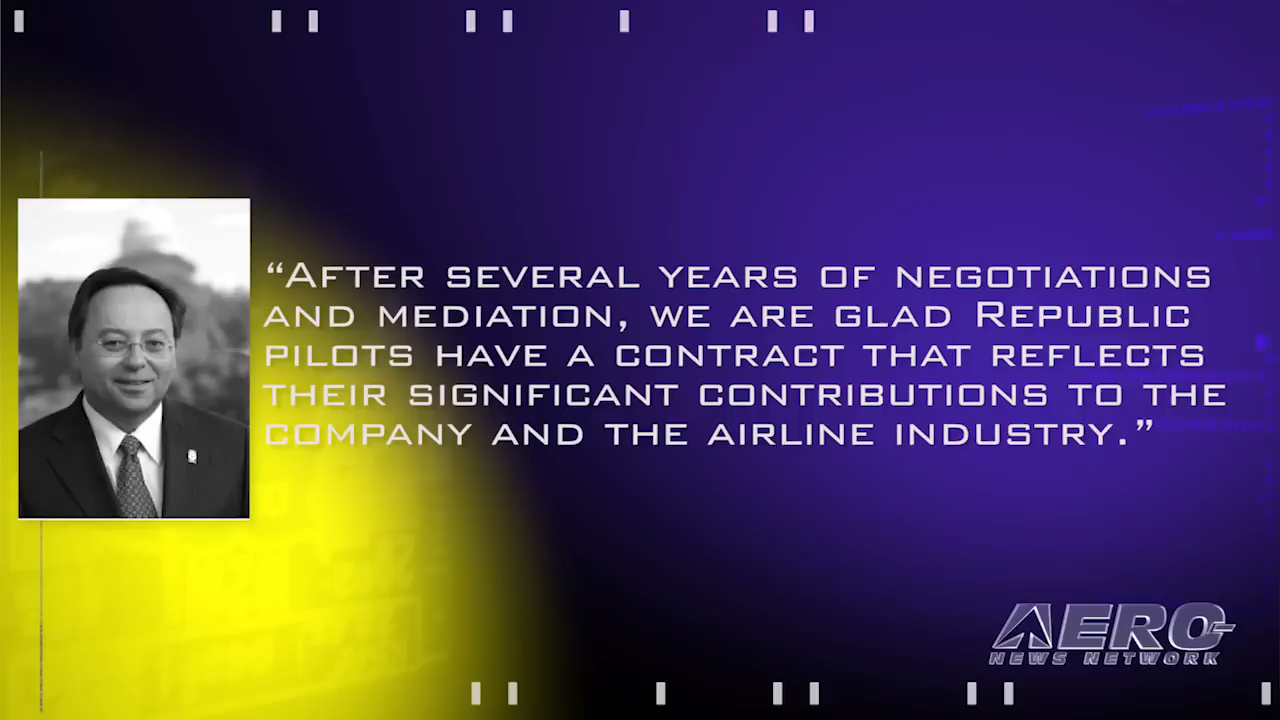 “After several years of negotiations
and mediation, we are glad Republic
pilots have a contract that reflects
their significant contributions to the
company and the airline industry.”
AERO
NEWS NETWORK